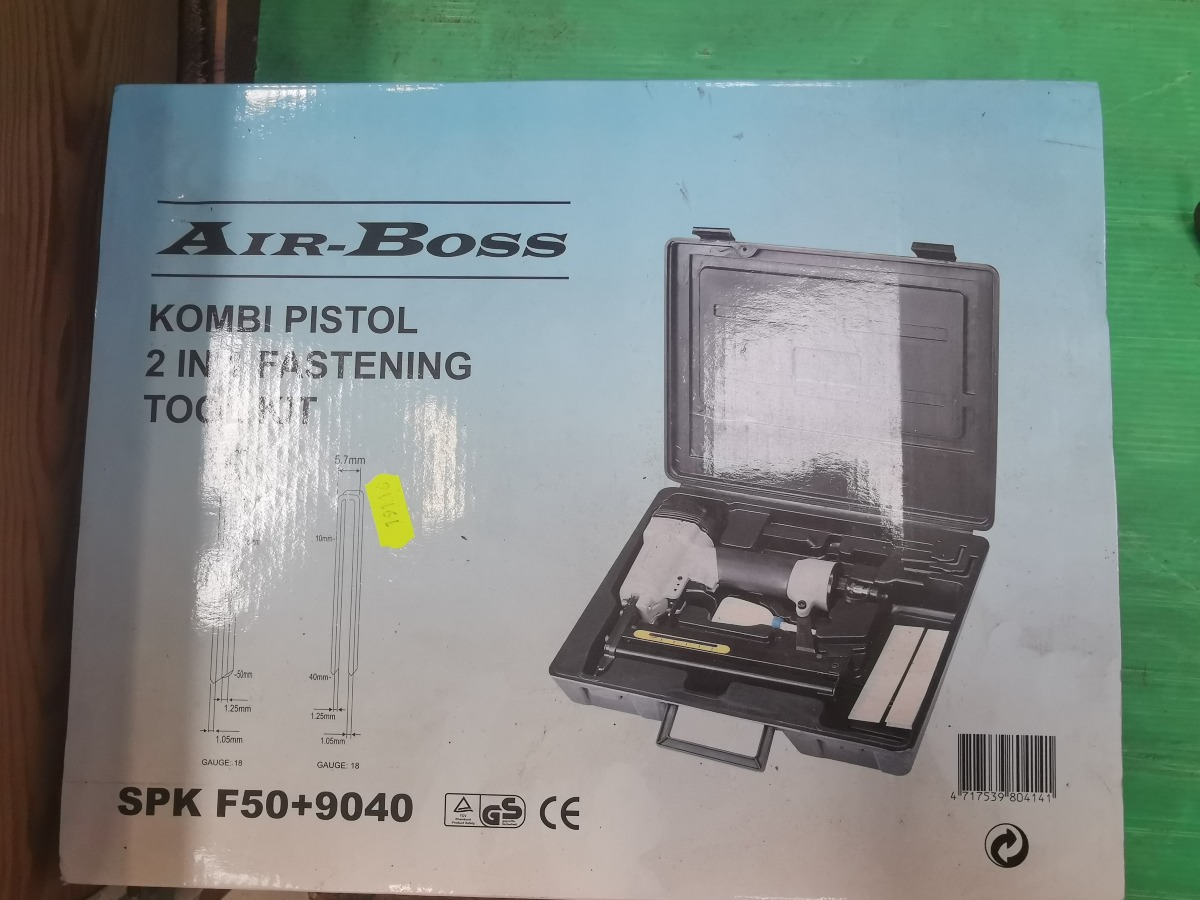 AIR-BOSS
KOMBI PISTOL
2 IN 1 FASTENING
TOOL KIT
5.7mm
10mm
-50mm
40mm
1.25mm
1.25mm
1.05mm
1.05mm
GAUGE: 18
GAUGE: 18
SPK F50+9040
TÜV
GS
CE
4 717539 804141